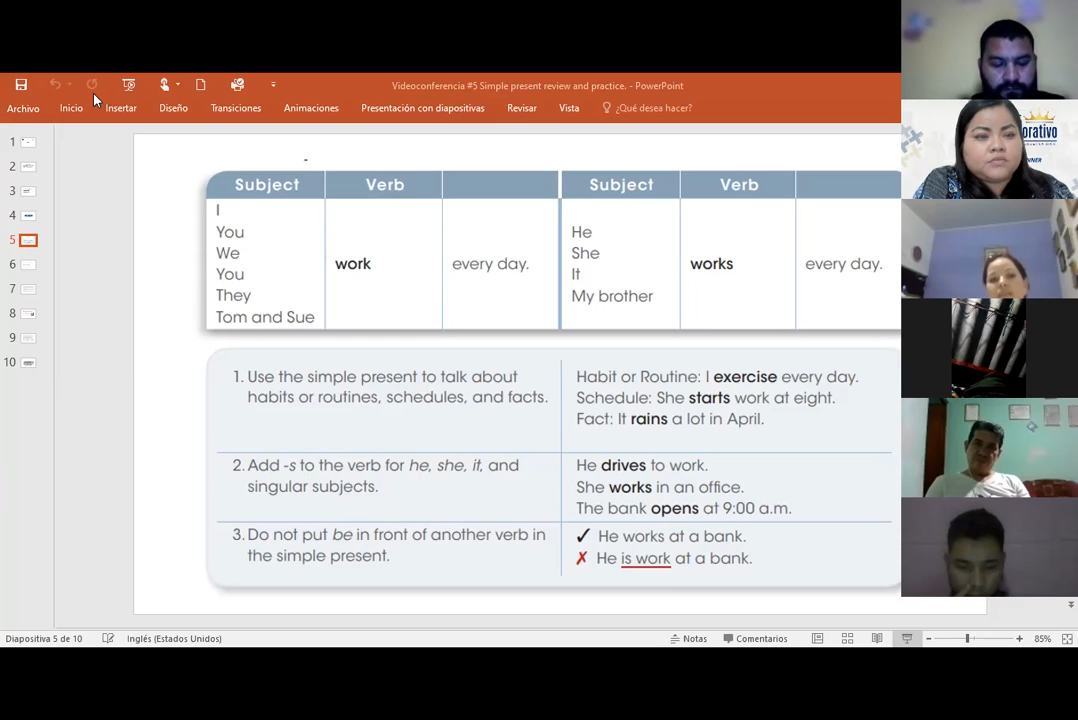 Videoconferencia #5 Simple present review and practice. - PowerPoint
Archivo Inicio Insertar Diseño Transiciones Animaciones Presentación con diapositivas Revisar Vista ¿Qué desea hacer?
1
2
3
4
5
6
7
8
9
10
-
Subject Verb Subject Verb
I
You
We
You
They
Tom and Sue
work
every day.
He
She
It
My brother
works
every day.
1. Use the simple present to talk about
habits or routines, schedules, and facts.
Habit or Routine: I exercise every day.
Schedule: She starts work at eight.
Fact: It rains a lot in April.
2. Add -s to the verb for he, she, it, and
singular subjects.
He drives to work.
She works in an office.
The bank opens at 9:00 a.m.
3. Do not put be in front of another verb in
the simple present.
✓ He works at a bank.
✗ He is work at a bank.
orativo
Diapositiva 5 de 10 Inglés (Estados Unidos) Notas Comentarios 85%